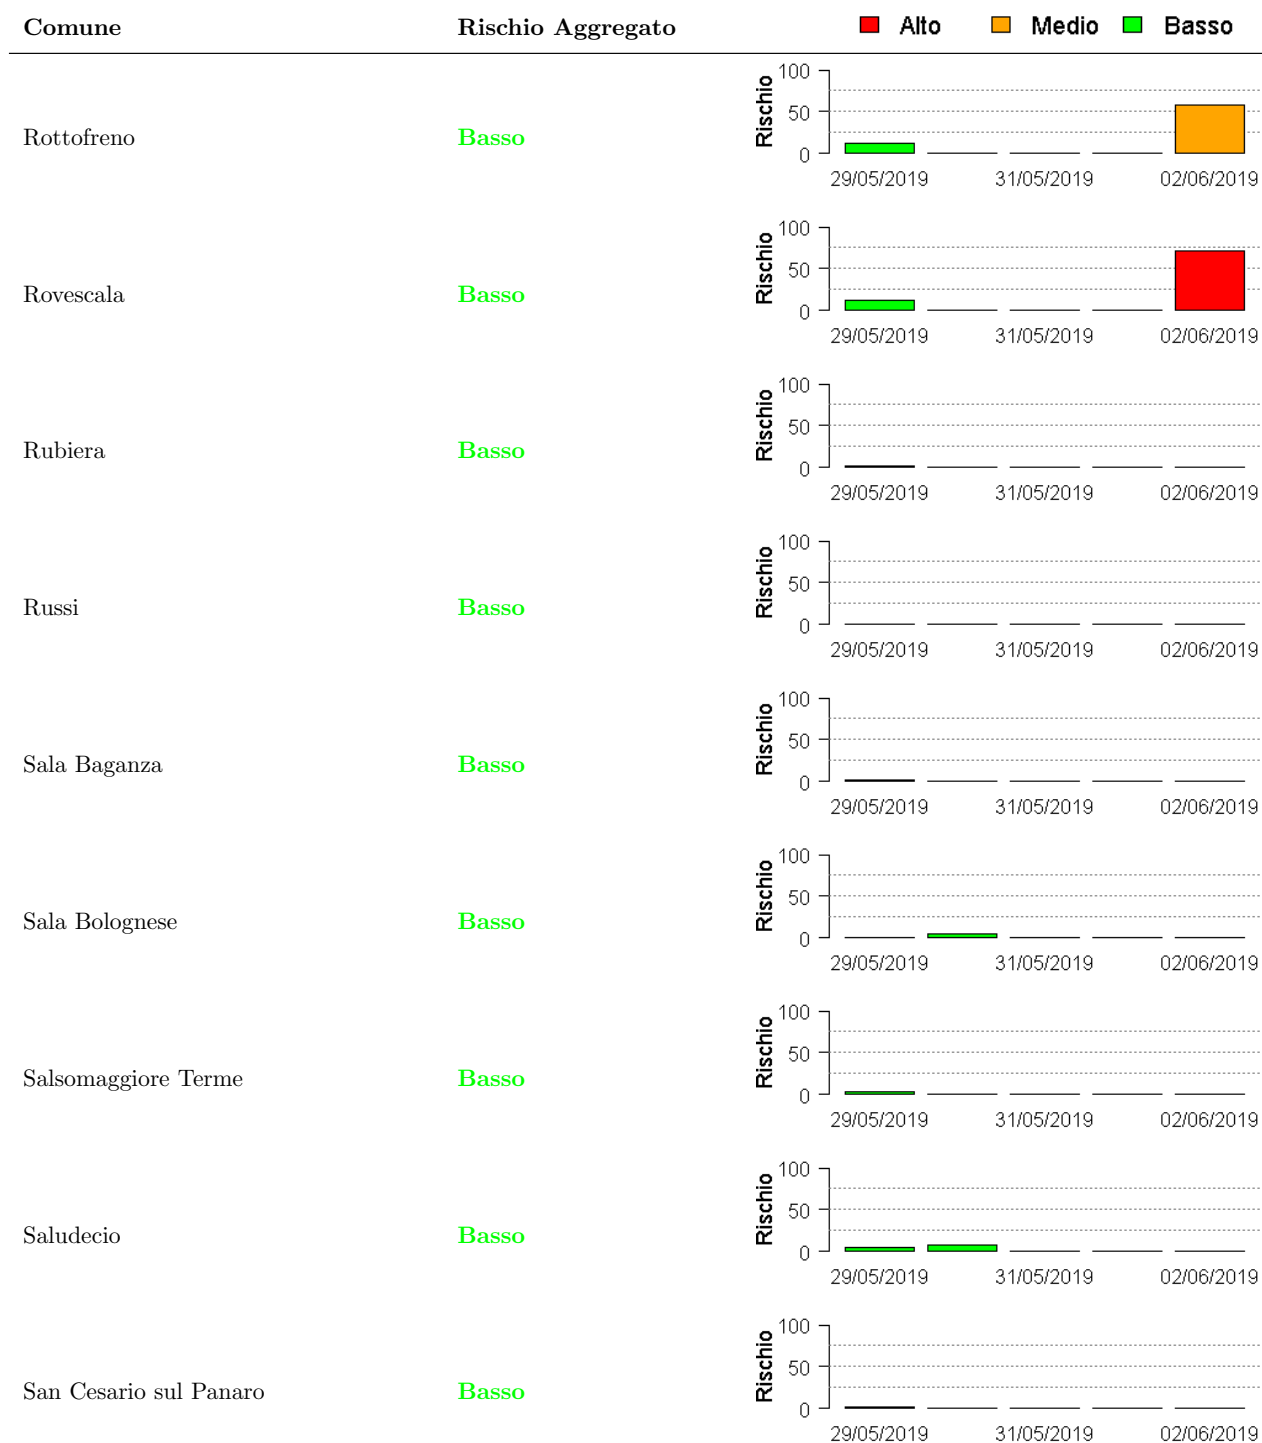 Comune Rischio Aggregato Alto Medio Basso
Rottofreno Basso Rischio 100 50 0
29/05/2019 31/05/2019 02/06/2019
Rovescala Basso Rischio 100 50 0
29/05/2019 31/05/2019 02/06/2019
Rubiera Basso Rischio 100 50 0
29/05/2019 31/05/2019 02/06/2019
Russi Basso Rischio 100 50 0
29/05/2019 31/05/2019 02/06/2019
Sala Baganza Basso Rischio 100 50 0
29/05/2019 31/05/2019 02/06/2019
Sala Bolognese Basso Rischio 100 50 0
29/05/2019 31/05/2019 02/06/2019
Salsomaggiore Terme Basso Rischio 100 50 0
29/05/2019 31/05/2019 02/06/2019
Saludecio Basso Rischio 100 50 0
29/05/2019 31/05/2019 02/06/2019
San Cesario sul Panaro Basso Rischio 100 50 0
29/05/2019 31/05/2019 02/06/2019